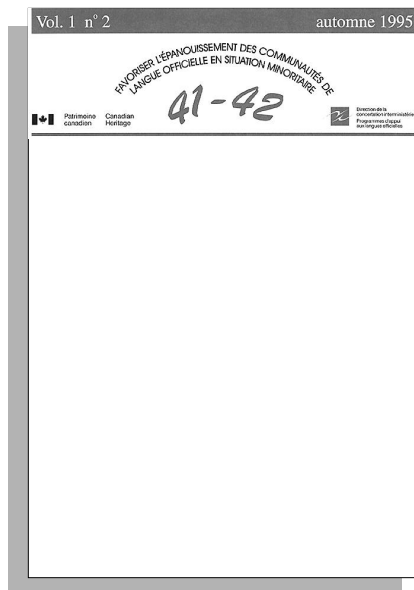 Vol. 1 nº 2 automne 1995
FAVORISER L'ÉPANOUISSEMENT DES COMMUNAUTÉS DE
LANGUE OFFICIELLE EN SITUATION MINORITAIRE
41-42
Patrimoine canadien
Canadian Heritage
Direction de la
concertation interministérielle
Programmes d'appui
aux langues officielles